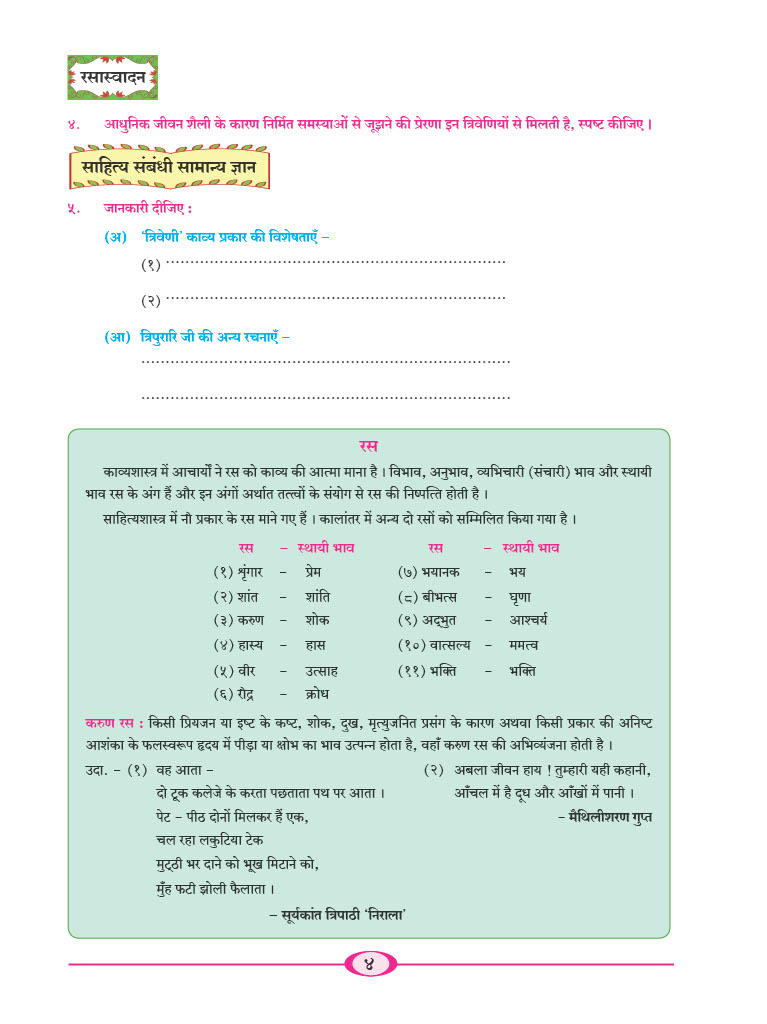 रसास्वादन
४. आधुनिक जीवन शैली के कारण निर्मित समस्याओं से जूझने की प्रेरणा इन त्रिवेणियों से मिलती है, स्पष्ट कीजिए ।
साहित्य संबंधी सामान्य ज्ञान
५. जानकारी दीजिए :
(अ) ‘त्रिवेणी’ काव्य प्रकार की विशेषताएँ –
(१) ......................................................................
(२) ......................................................................
(आ) त्रिपुरारि जी की अन्य रचनाएँ –
............................................................................
............................................................................
रस
काव्यशास्त्र में आचार्यों ने रस को काव्य की आत्मा माना है । विभाव, अनुभाव, व्यभिचारी (संचारी) भाव और स्थायी
भाव रस के अंग हैं और इन अंगों अर्थात तत्त्वों के संयोग से रस की निष्पत्ति होती है ।
साहित्यशास्त्र में नौ प्रकार के रस माने गए हैं । कालांतर में अन्य दो रसों को सम्मिलित किया गया है ।
रस – स्थायी भाव रस – स्थायी भाव
(१) शृंगार – प्रेम (७) भयानक – भय
(२) शांत – शांति (८) बीभत्स – घृणा
(३) करुण – शोक (९) अद्भुत – आश्चर्य
(४) हास्य – हास (१०) वात्सल्य – ममत्व
(५) वीर – उत्साह (११) भक्ति – भक्ति
(६) रौद्र – क्रोध
करुण रस : किसी प्रियजन या इष्ट के कष्ट, शोक, दुख, मृत्युजनित प्रसंग के कारण अथवा किसी प्रकार की अनिष्ट
आशंका के फलस्वरूप हृदय में पीड़ा या क्षोभ का भाव उत्पन्न होता है, वहाँ करुण रस की अभिव्यंजना होती है ।
उदा. – (१) वह आता – (२) अबला जीवन हाय ! तुम्हारी यही कहानी,
दो टूक कलेजे के करता पछताता पथ पर आता । आँचल में है दूध और आँखों में पानी ।
पेट – पीठ दोनों मिलकर हैं एक, – मैथिलीशरण गुप्त
चल रहा लकुटिया टेक
मुट्ठी भर दाने को भूख मिटाने को,
मुँह फटी झोली फैलाता ।
– सूर्यकांत त्रिपाठी ‘निराला’
४